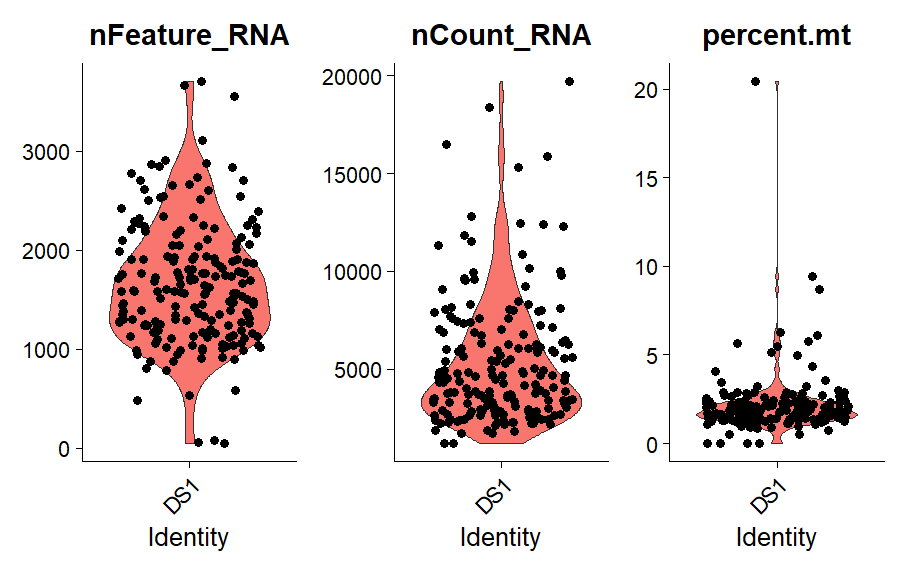 nFeature_RNA
3000
2000
1000
0
DS1
Identity
nCount_RNA
20000
15000
10000
5000
DS1
Identity
percent.mt
20
15
10
5
0
DS1
Identity